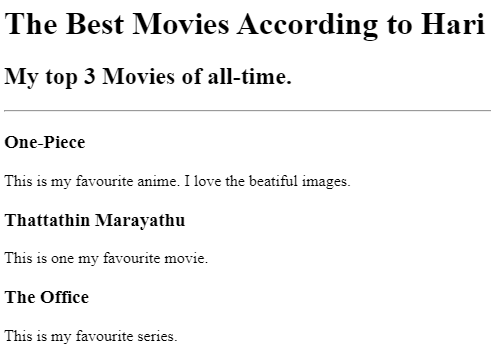 The Best Movies According to Hari
My top 3 Movies of all-time.
One-Piece
This is my favourite anime. I love the beatiful images.
Thattathin Marayathu
This is one my favourite movie.
The Office
This is my favourite series.